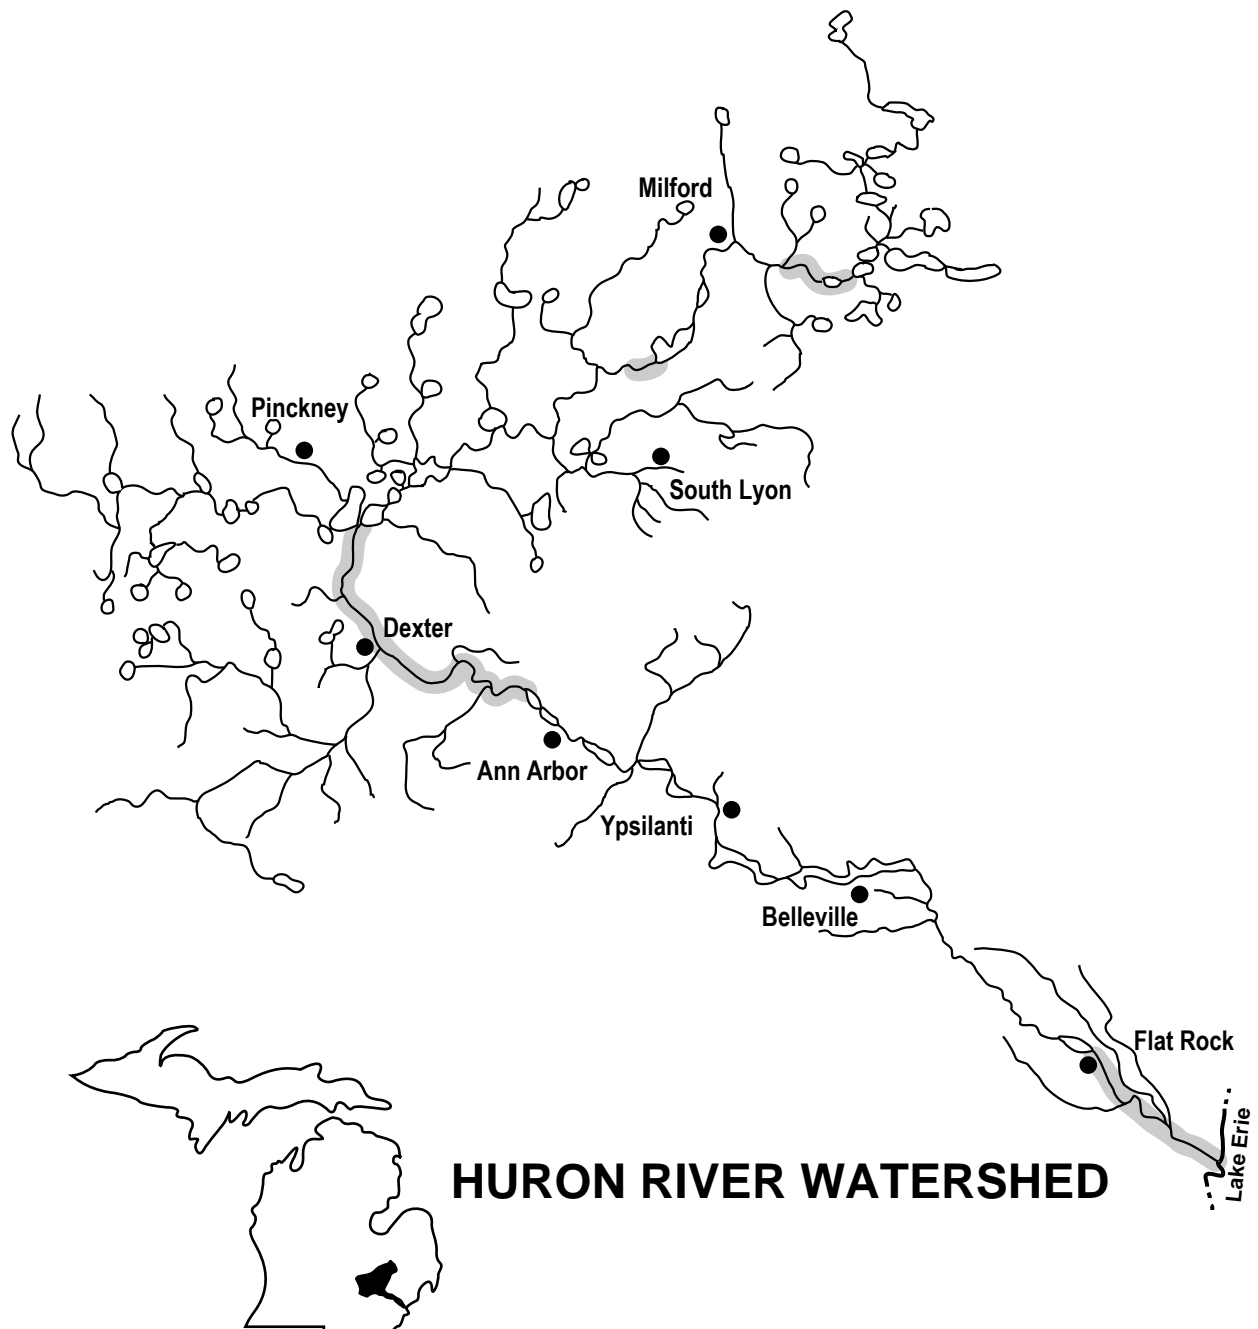 Milford
Pinckney
South Lyon
Dexter
Ann Arbor
Ypsilanti
Belleville
Flat Rock
Lake Erie
HURON RIVER WATERSHED